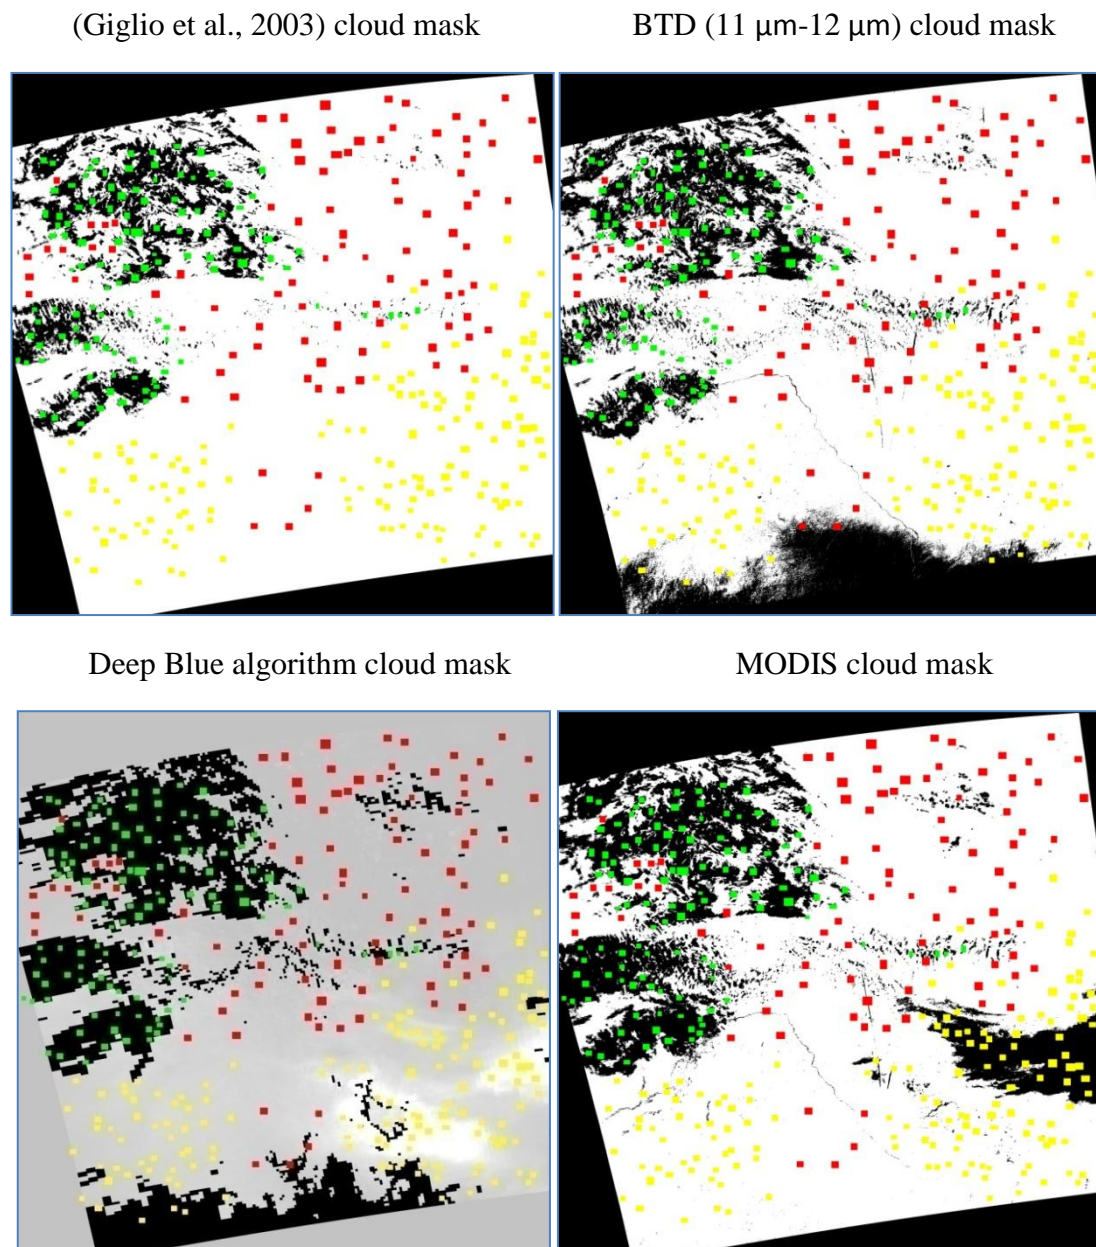 (Giglio et al., 2003) cloud mask
BTD (11 μm-12 μm) cloud mask
Deep Blue algorithm cloud mask
MODIS cloud mask